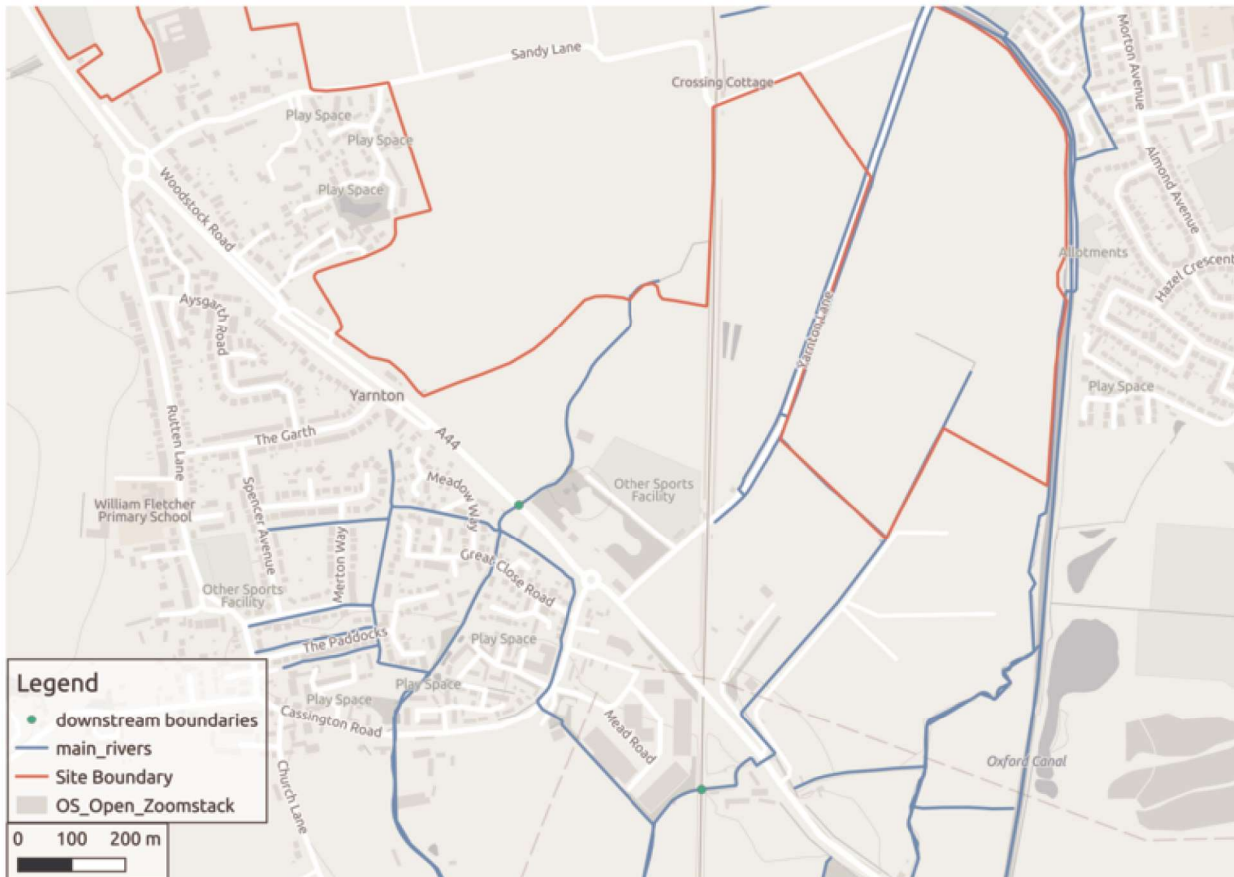 Sandy Lane
Crossing Cottage
Morton Avenue
Play Space
Play Space
Play Space
Woodstock Road
Almond Avenue
Allotments
Hazel Crescent
Aysgarth
Road
Yarnton Lane
Play Space
Yarnton
A44
Rutten Lane
The Garth
William Fletcher
Primary School
Spencer Avenue
Meadow
Way
Other Sports
Facility
Merton Way
Great Close Road
Other Sports
Facility
The Paddocks
Play Space
Play Space
Play Space
Cassington Road
Mead Road
Church Lane
Oxford Canal
Legend
downstream boundaries
main_rivers
Site Boundary
OS_Open_Zoomstack
0 100 200 m